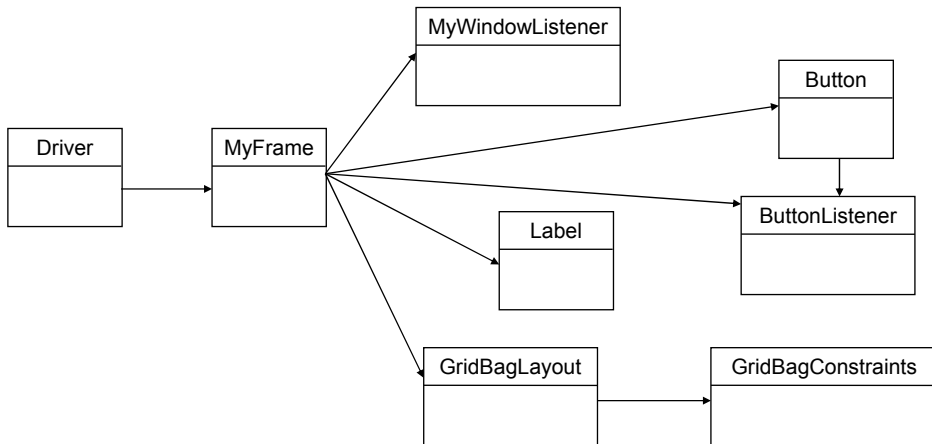 MyWindowListener
Button
Driver
MyFrame
ButtonListener
Label
GridBagLayout
GridBagConstraints